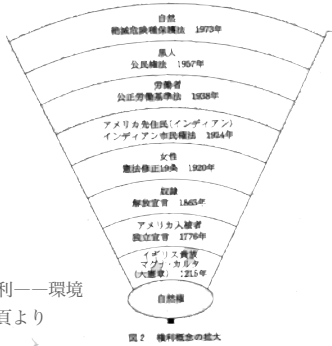 自然
絶滅危険種保護法 1973年
黒人
公民権法 1957年
労働者
公正労働基準法 1938年
アメリカ先住民(インディアン)
インディアン市民権法 1924年
女性
憲法修正19条 1920年
奴隷
解放宣言 1863年
アメリカ入植者
独立宣言 1776年
イギリス貴族
マグナ・カルタ
(大憲章) 1215年
自然権
利——環境
頁より
図2 権利概念の拡大